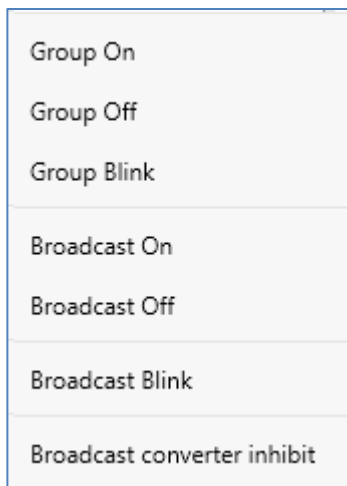 Group On
Group Off
Group Blink
Broadcast On
Broadcast Off
Broadcast Blink
Broadcast converter inhibit